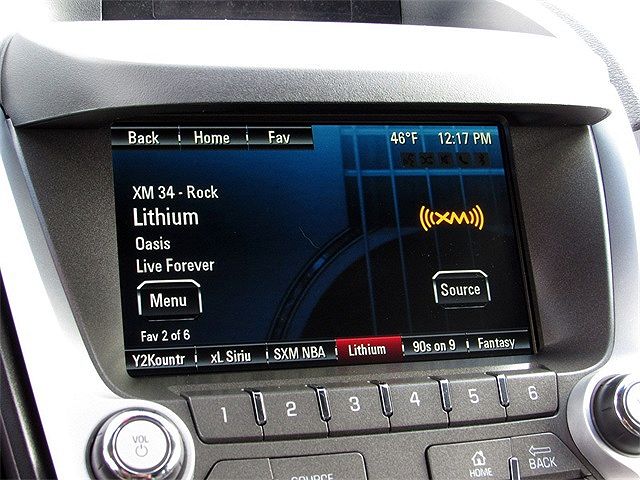 Back Home Fav 46°F 12:17 PM
XM 34 - Rock
Lithium
((XM))
Oasis
Live Forever
Menu Source
Fav 2 of 6
Y2Kountr xL Siriu SXM NBA Lithium 90s on 9 Fantasy
1 2 3 4 5 6
VOL
SOURCE HOME BACK